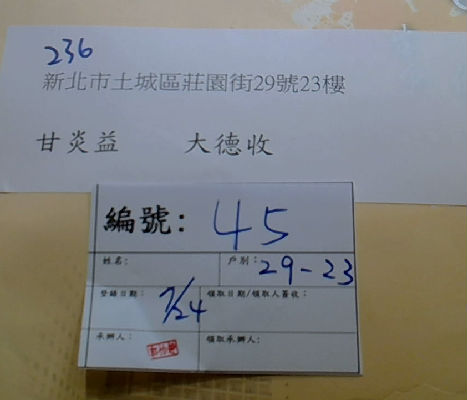 236
新北市土城區莊園街29號23樓
甘炎益 大德收
編號: 45
姓名: 戶別: 29-23
登錄日期: 7/24 領取日期/領取人簽收:
承辦人: 領取承辦人: